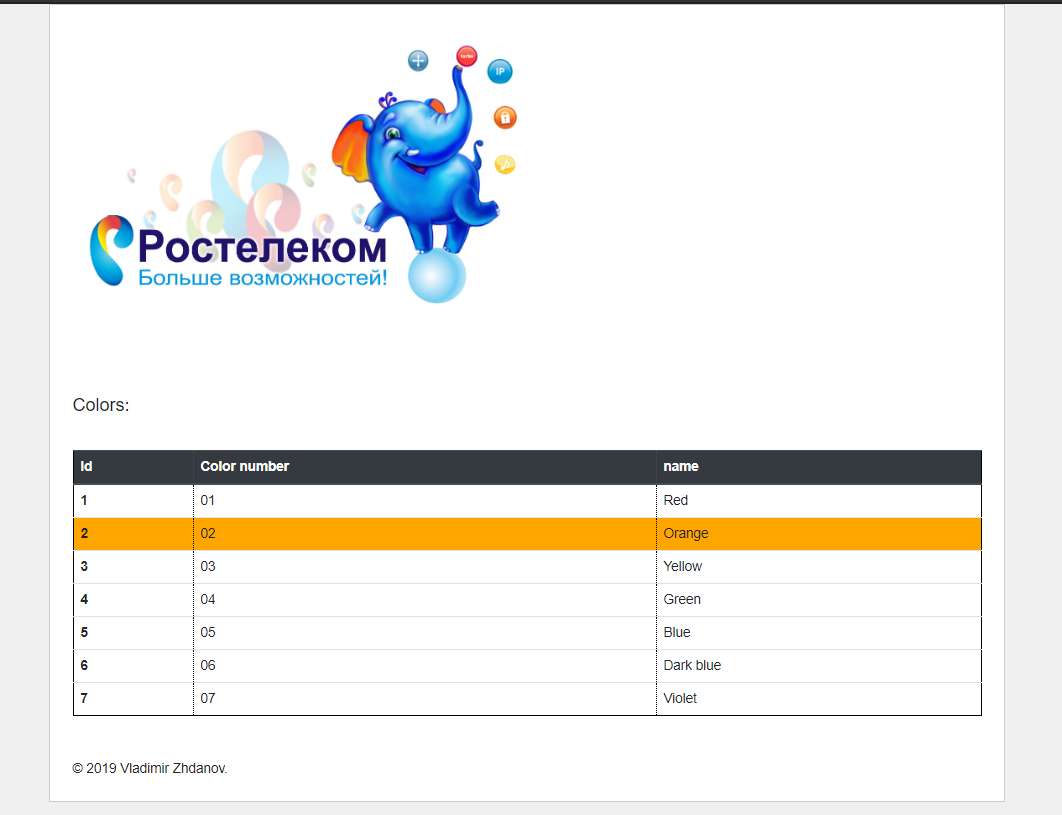 turbo
IP
Ростелеком
Больше возможностей!
Colors:
Id Color number name
1 01 Red
2 02 Orange
3 03 Yellow
4 04 Green
5 05 Blue
6 06 Dark blue
7 07 Violet
© 2019 Vladimir Zhdanov.